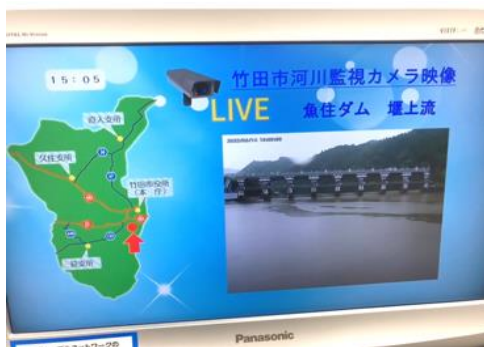 15:05
竹田市河川監視カメラ映像
LIVE
魚住ダム 堰上流
直入支所
久住支所
竹田市役所
(本庁)
荻支所
Panasonic